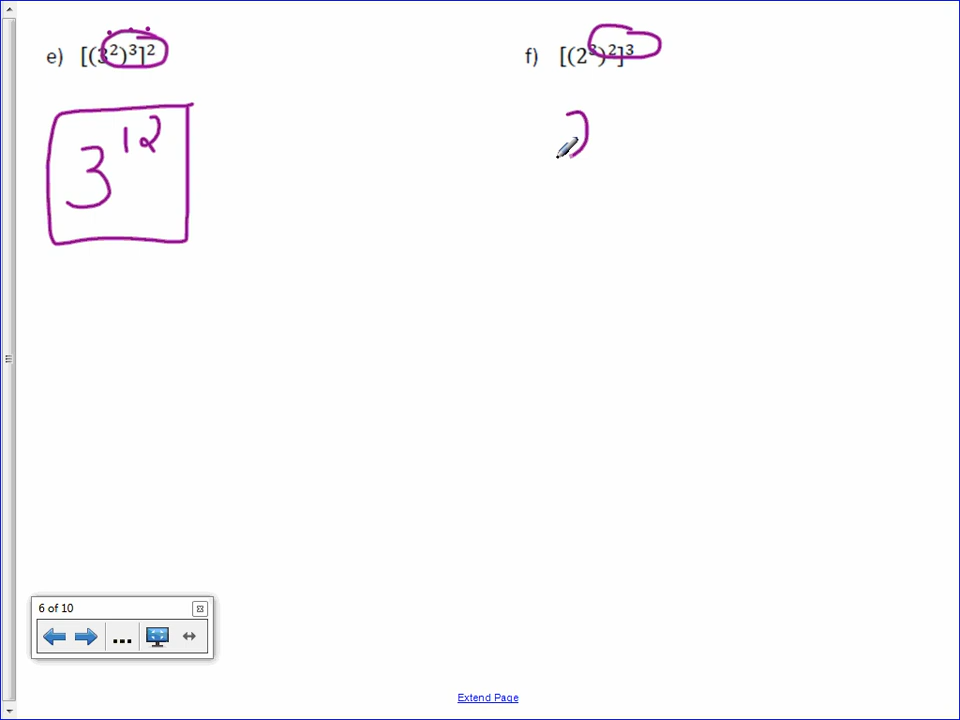 e) [(3²)³]²
f) [(2³)²]³
3¹²
6 of 10
...
Extend Page